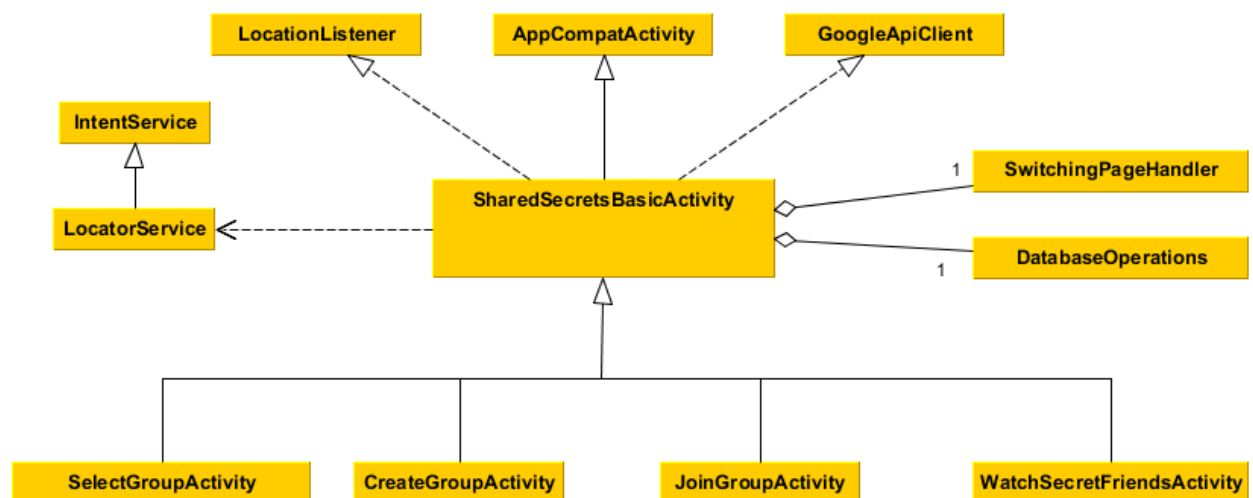 LocationListener
AppCompatActivity
GoogleApiClient
IntentService
1
SwitchingPageHandler
SharedSecretsBasicActivity
LocatorService
1
DatabaseOperations
SelectGroupActivity
CreateGroupActivity
JoinGroupActivity
WatchSecretFriendsActivity